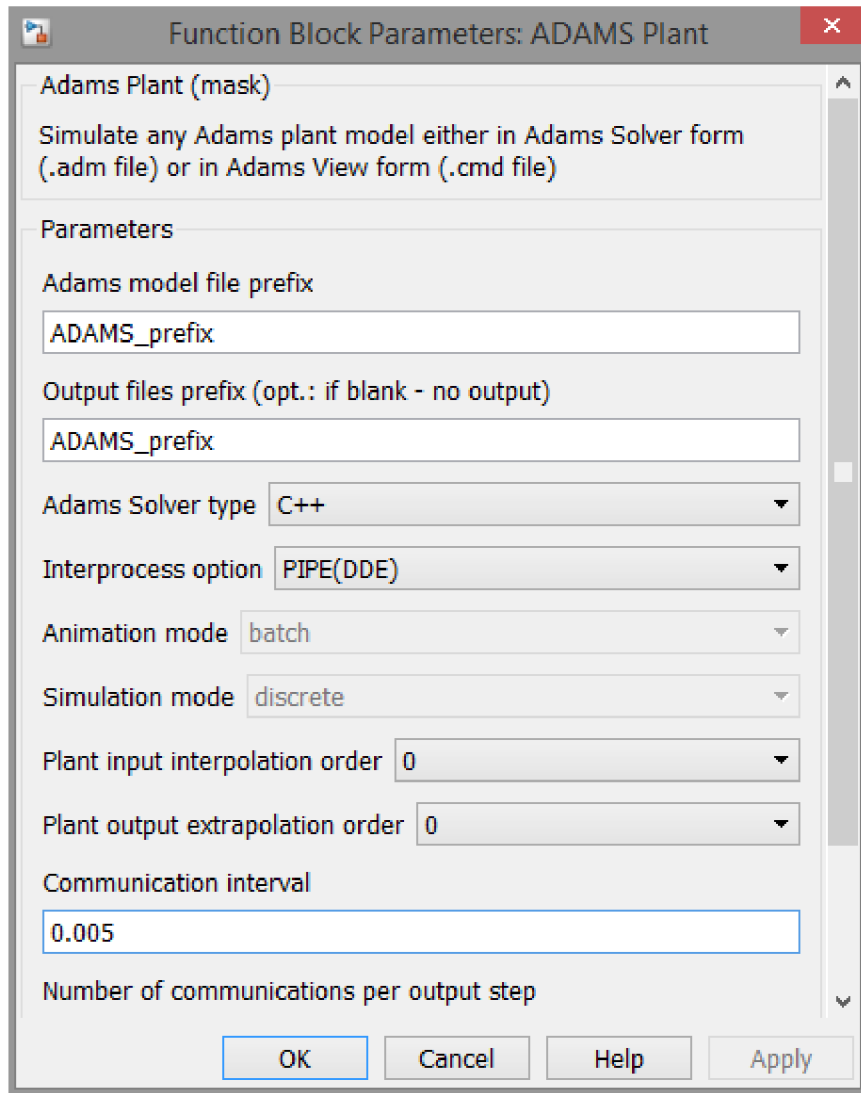 Function Block Parameters: ADAMS Plant
Adams Plant (mask)
Simulate any Adams plant model either in Adams Solver form
(.adm file) or in Adams View form (.cmd file)
Parameters
Adams model file prefix
ADAMS_prefix
Output files prefix (opt.: if blank - no output)
ADAMS_prefix
Adams Solver type C++
Interprocess option PIPE(DDE)
Animation mode batch
Simulation mode discrete
Plant input interpolation order 0
Plant output extrapolation order 0
Communication interval
0.005
Number of communications per output step
OK Cancel Help Apply